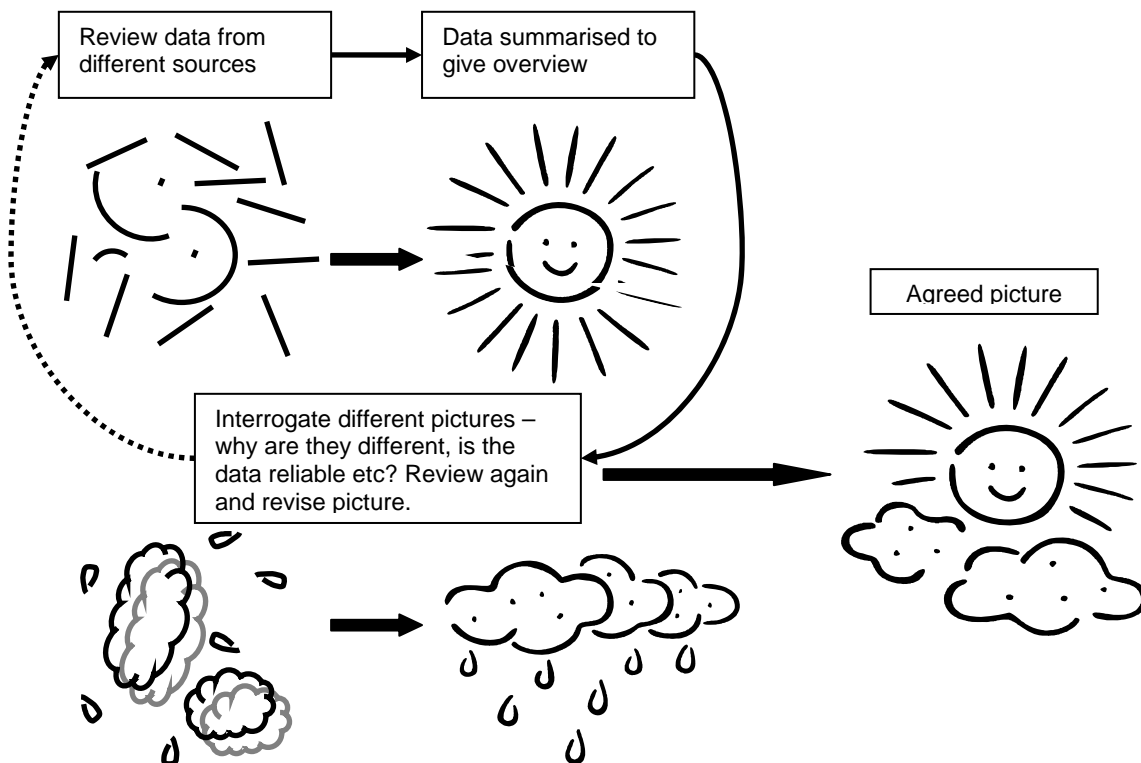 Review data from
different sources
Data summarised to
give overview
Agreed picture
Interrogate different pictures –
why are they different, is the
data reliable etc? Review again
and revise picture.